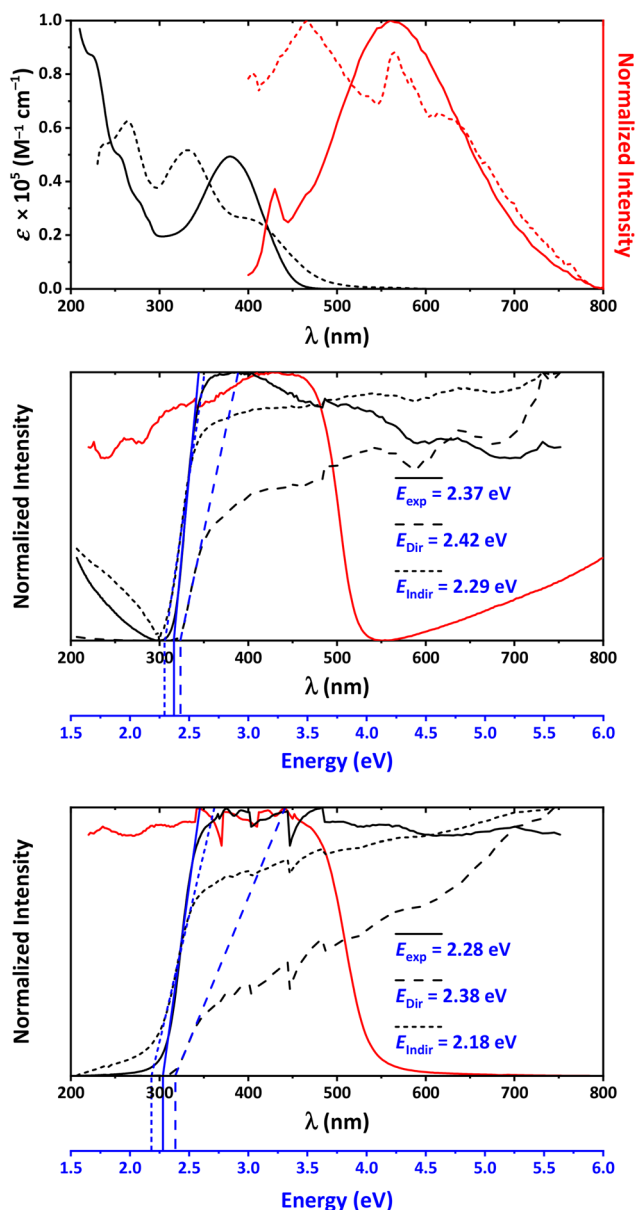 ε × 10⁵ (M⁻¹ cm⁻¹)
1.0
0.8
0.6
0.4
0.2
0.0
200 300 400 500 600 700 800
λ (nm)
Normalized Intensity
Normalized Intensity
E_exp = 2.37 eV
E_Dir = 2.42 eV
E_Indir = 2.29 eV
200 300 400 500 600 700 800
λ (nm)
1.5 2.0 2.5 3.0 3.5 4.0 4.5 5.0 5.5 6.0
Energy (eV)
Normalized Intensity
E_exp = 2.28 eV
E_Dir = 2.38 eV
E_Indir = 2.18 eV
200 300 400 500 600 700 800
λ (nm)
1.5 2.0 2.5 3.0 3.5 4.0 4.5 5.0 5.5 6.0
Energy (eV)